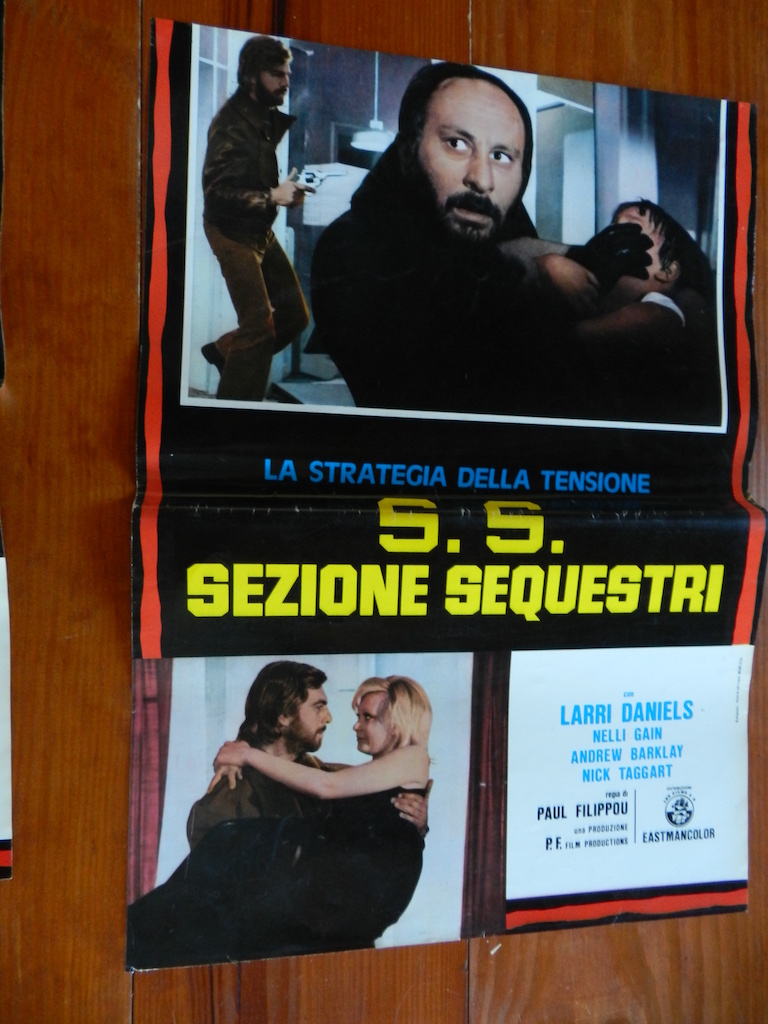 LA STRATEGIA DELLA TENSIONE
S. S.
SEZIONE SEQUESTRI
con
LARRI DANIELS
NELLI GAIN
ANDREW BARKLAY
NICK TAGGART
regia di
PAUL FILIPPOU
una PRODUZIONE
P.F. FILM PRODUCTIONS
EASTMANCOLOR